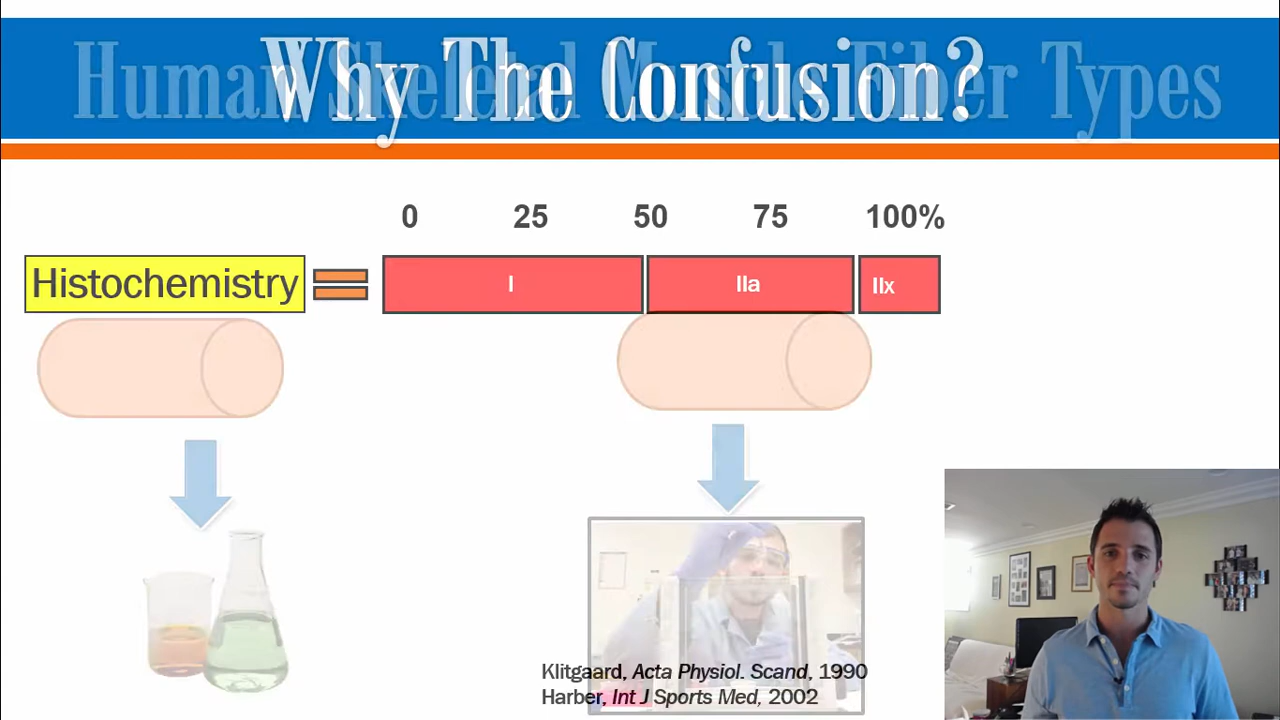 Human Skeletal Muscle Fiber Types
Why The Confusion?
0 25 50 75 100%
Histochemistry
I IIa IIx
Klitgaard, Acta Physiol. Scand, 1990
Harber, Int J Sports Med, 2002